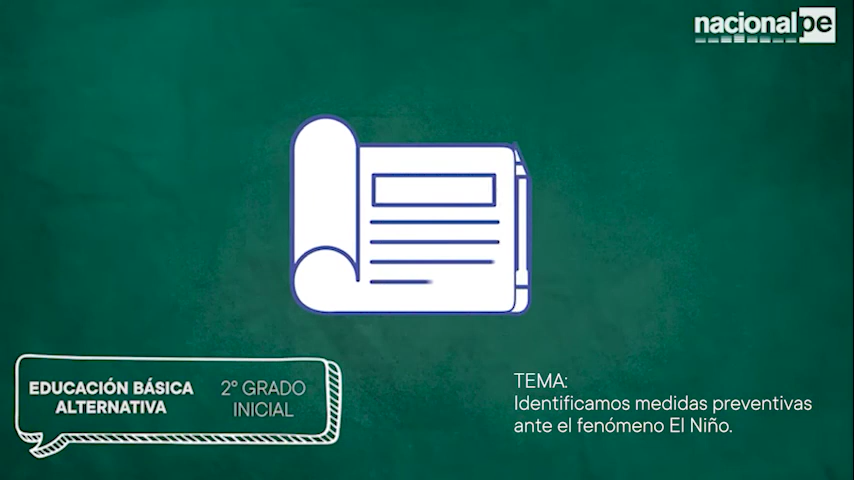 nacionalpe
EDUCACIÓN BÁSICA
ALTERNATIVA
2° GRADO
INICIAL
TEMA:
Identificamos medidas preventivas
ante el fenómeno El Niño.